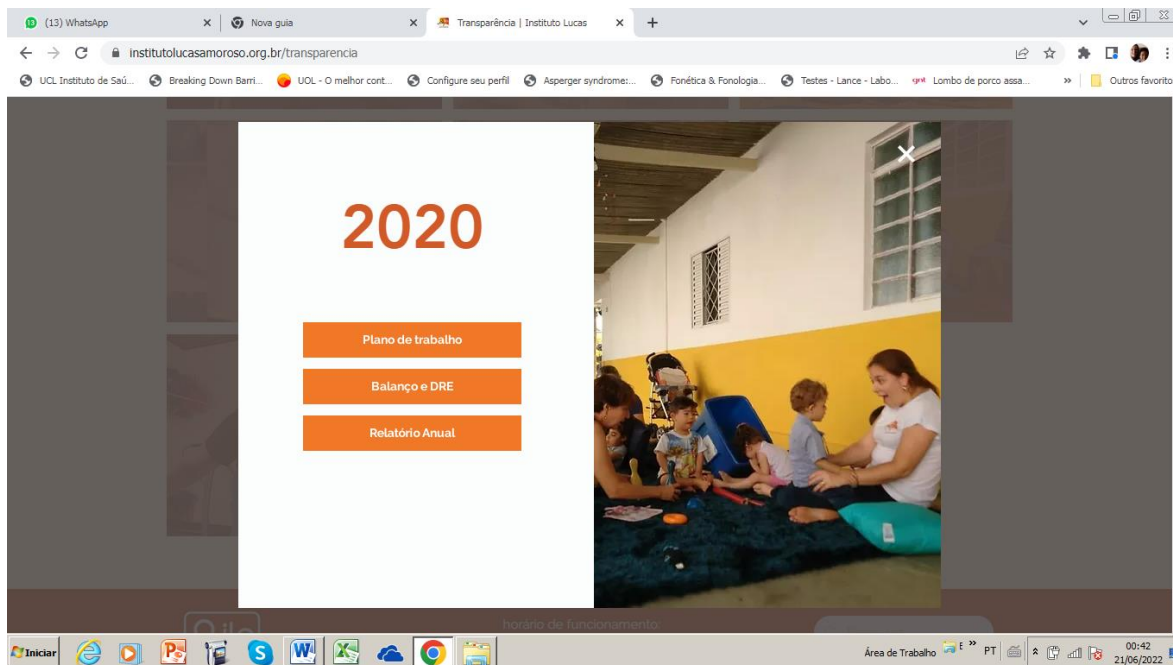 (13) WhatsApp
Nova guia
Transparência | Instituto Lucas
institutolucasamoroso.org.br/transparencia
UCL Instituto de Saú...
Breaking Down Barri...
UOL - O melhor cont...
Configure seu perfil
Asperger syndrome:...
Fonética & Fonologia...
Testes - Lance - Labo...
gnt
Lombo de porco assa...
»
Outros favorito
2020
Plano de trabalho
Balanço e DRE
Relatório Anual
horário de funcionamento:
Iniciar
Área de Trabalho
»
PT
00:42
21/06/2022